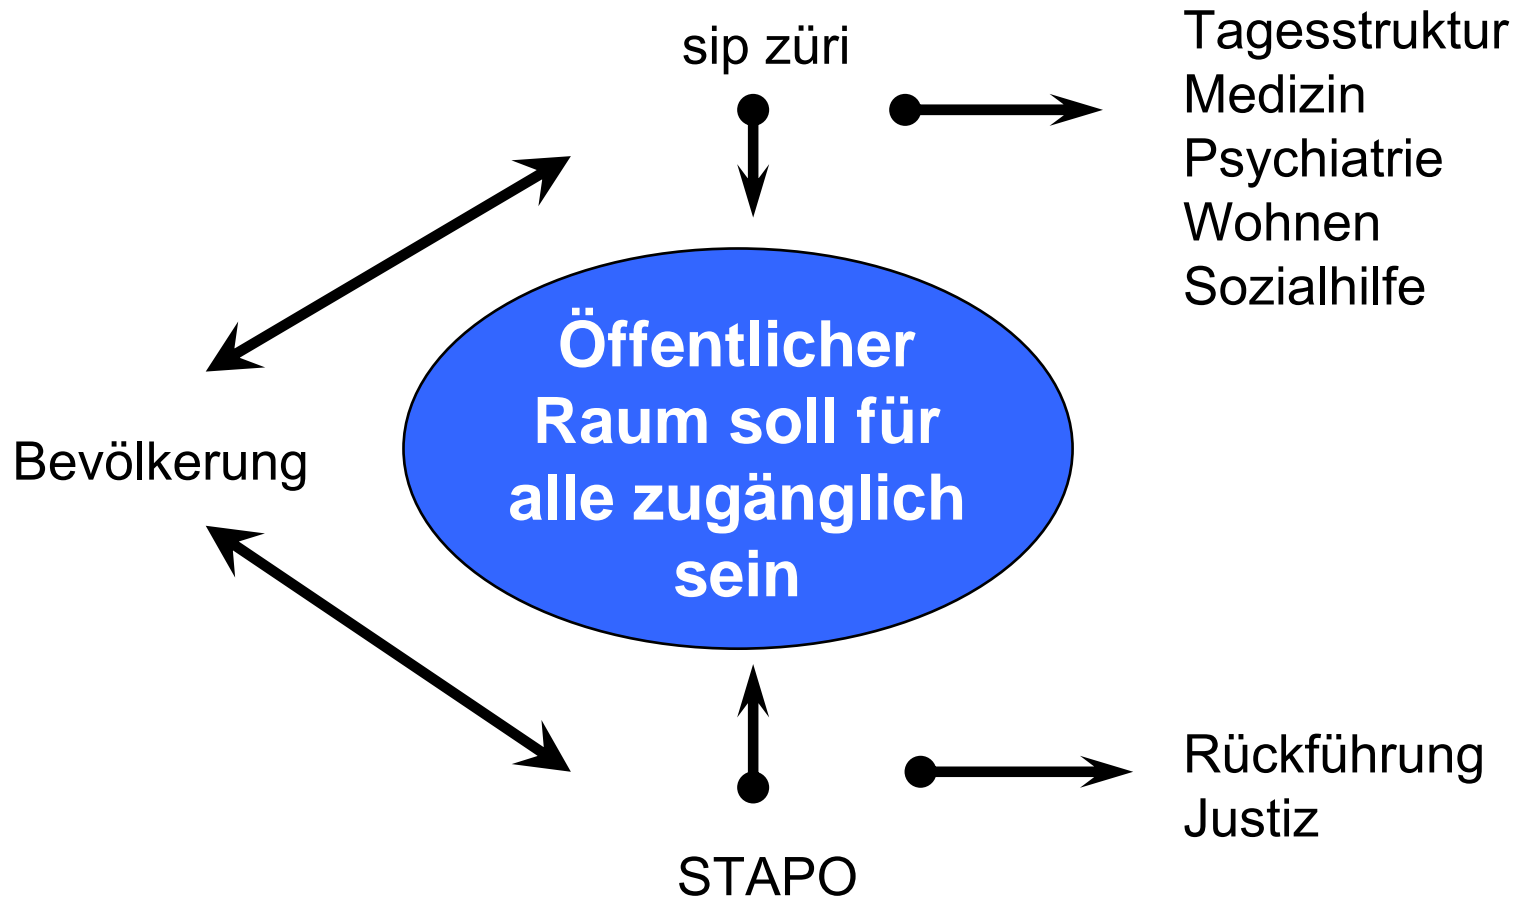 sip züri
Tagesstruktur
Medizin
Psychiatrie
Wohnen
Sozialhilfe
Öffentlicher
Raum soll für
alle zugänglich
sein
Bevölkerung
Rückführung
Justiz
STAPO